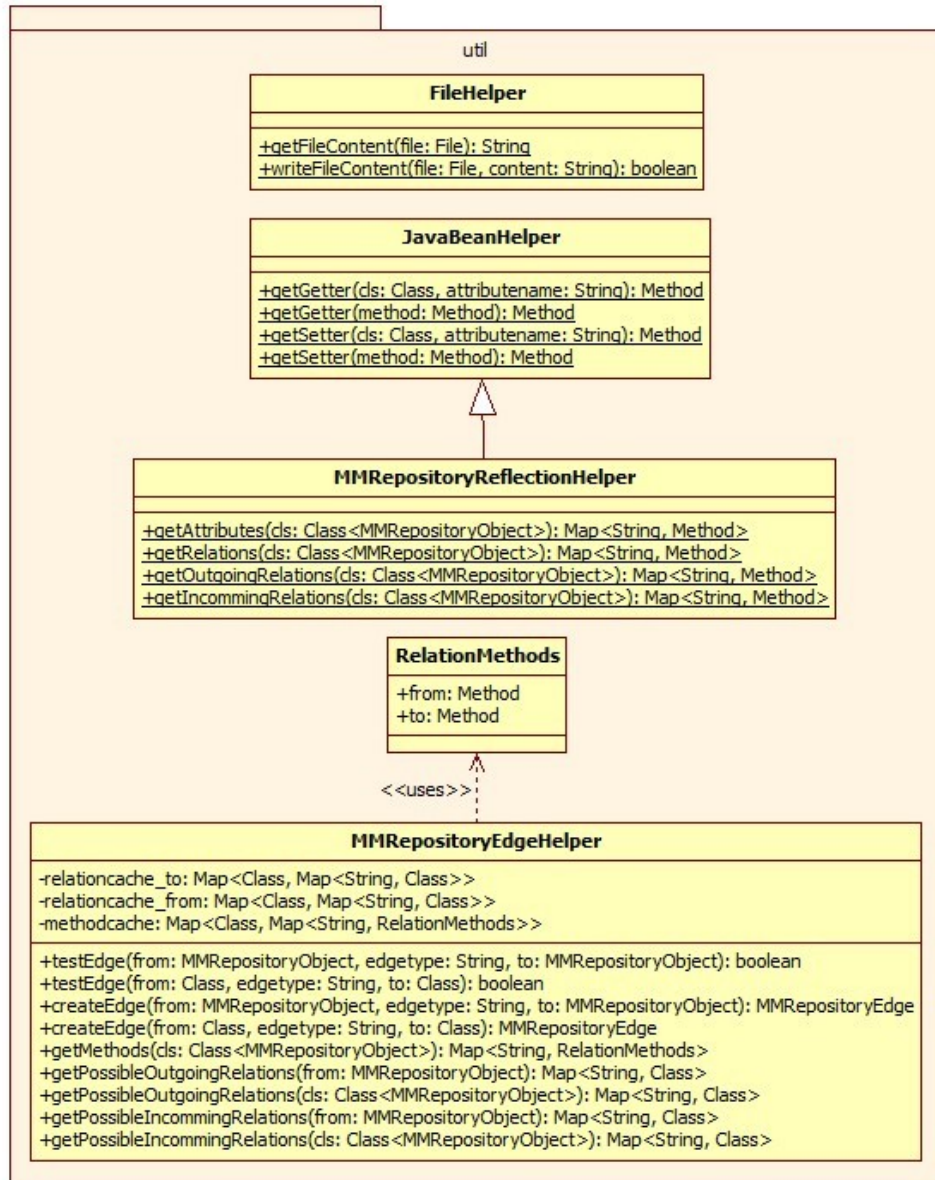 util
FileHelper
+getFileContent(file: File): String
+writeFileContent(file: File, content: String): boolean
JavaBeanHelper
+getGetter(cls: Class, attributename: String): Method
+getGetter(method: Method): Method
+getSetter(cls: Class, attributename: String): Method
+getSetter(method: Method): Method
MMRepositoryReflectionHelper
+getAttributes(cls: Class<MMRepositoryObject>): Map<String, Method>
+getRelations(cls: Class<MMRepositoryObject>): Map<String, Method>
+getOutgoingRelations(cls: Class<MMRepositoryObject>): Map<String, Method>
+getIncommingRelations(cls: Class<MMRepositoryObject>): Map<String, Method>
RelationMethods
+from: Method
+to: Method
<<uses>>
MMRepositoryEdgeHelper
-relationcache_to: Map<Class, Map<String, Class>>
-relationcache_from: Map<Class, Map<String, Class>>
-methodcache: Map<Class, Map<String, RelationMethods>>
+testEdge(from: MMRepositoryObject, edgetype: String, to: MMRepositoryObject): boolean
+testEdge(from: Class, edgetype: String, to: Class): boolean
+createEdge(from: MMRepositoryObject, edgetype: String, to: MMRepositoryObject): MMRepositoryEdge
+createEdge(from: Class, edgetype: String, to: Class): MMRepositoryEdge
+getMethods(cls: Class<MMRepositoryObject>): Map<String, RelationMethods>
+getPossibleOutgoingRelations(from: MMRepositoryObject): Map<String, Class>
+getPossibleOutgoingRelations(cls: Class<MMRepositoryObject>): Map<String, Class>
+getPossibleIncommingRelations(from: MMRepositoryObject): Map<String, Class>
+getPossibleIncommingRelations(cls: Class<MMRepositoryObject>): Map<String, Class>